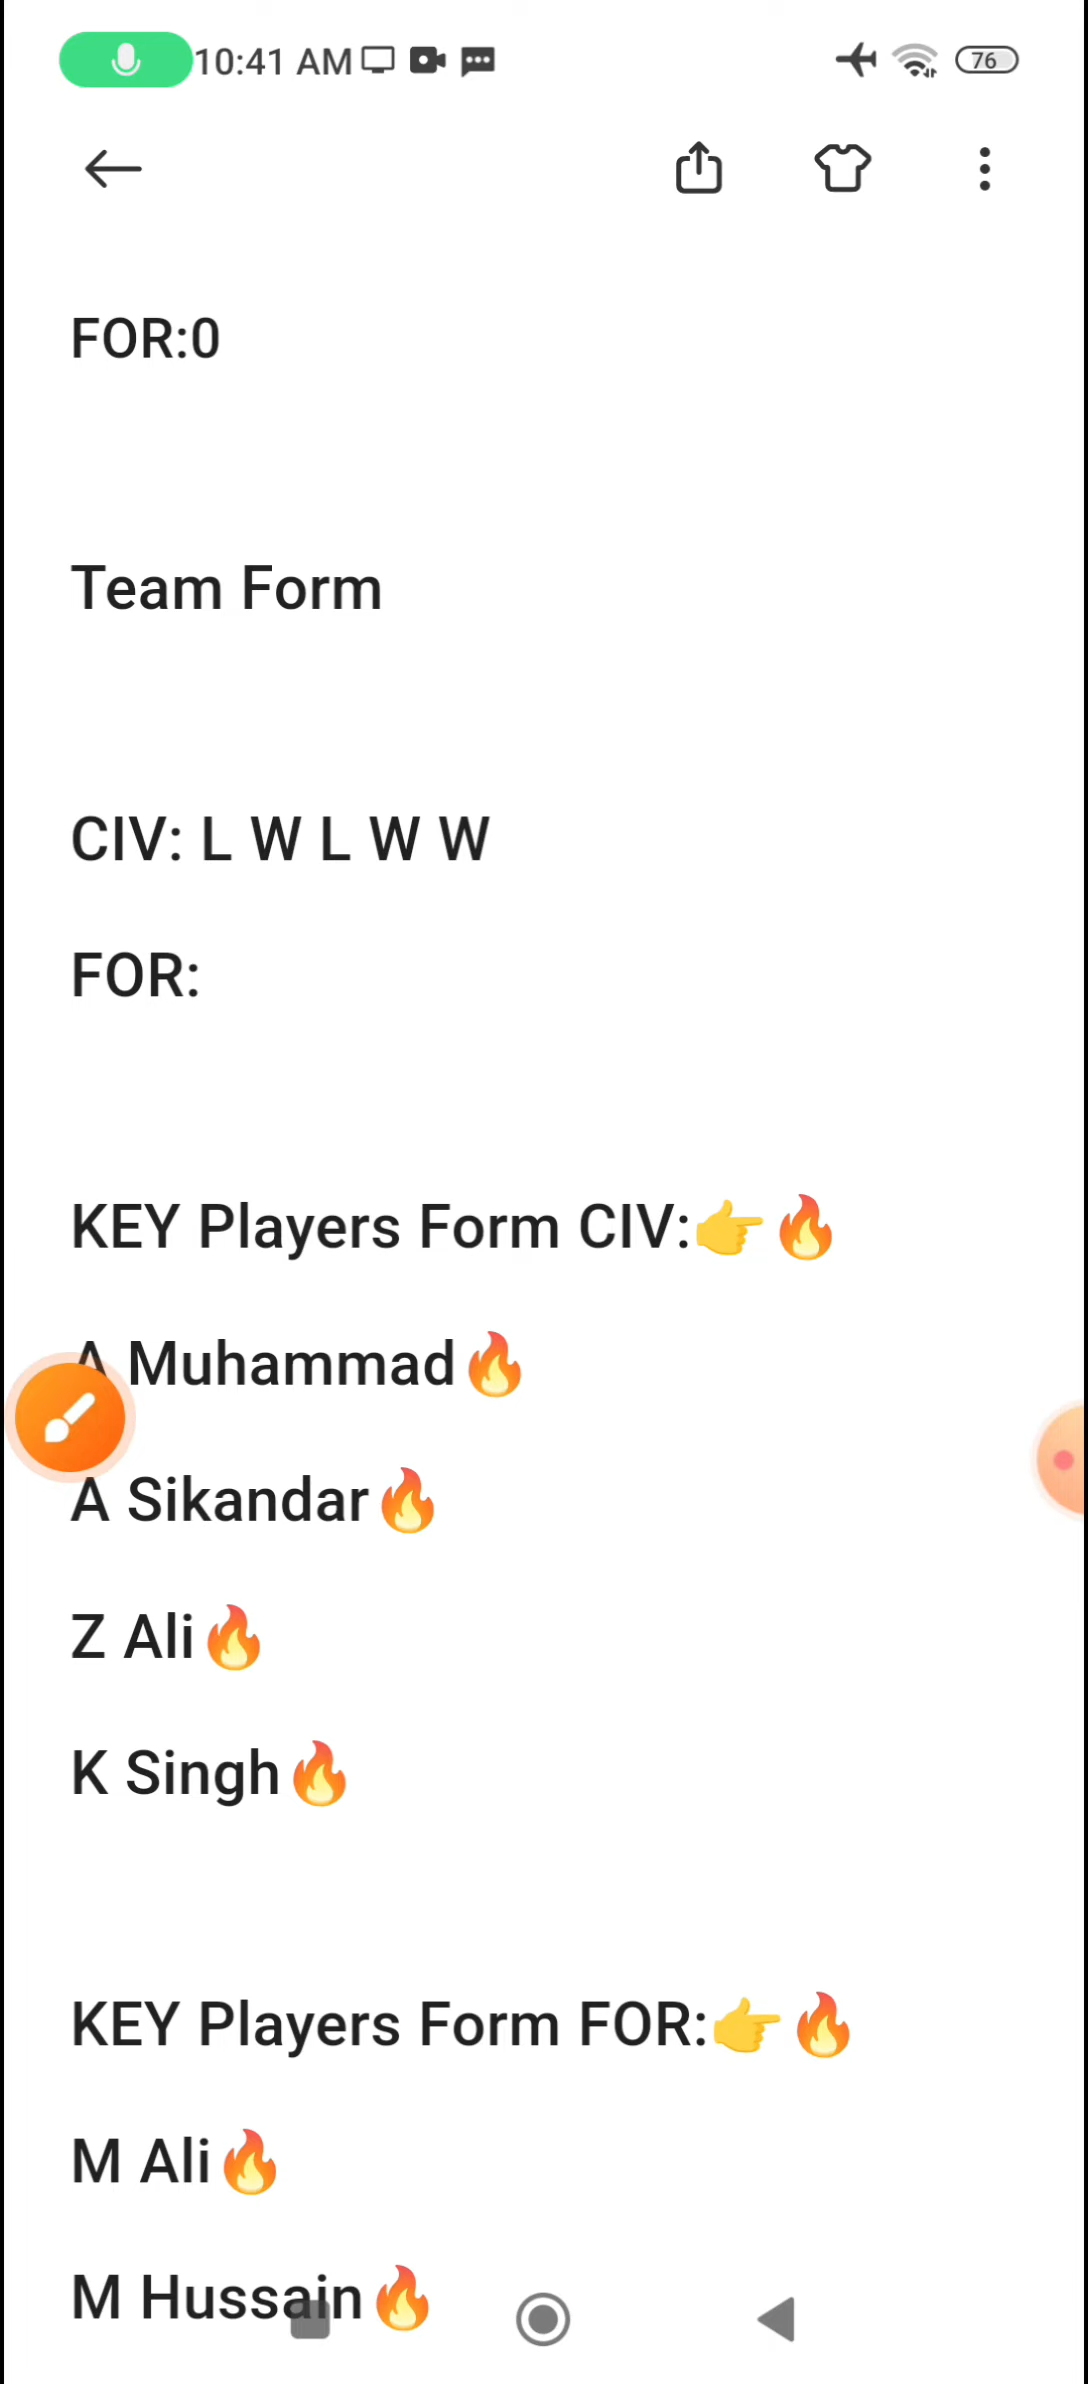 10:41 AM
76
FOR:0
Team Form
CIV: L W L W W
FOR:
KEY Players Form CIV:👉🔥
A Muhammad🔥
A Sikandar🔥
Z Ali🔥
K Singh🔥
KEY Players Form FOR:👉🔥
M Ali🔥
M Hussain🔥